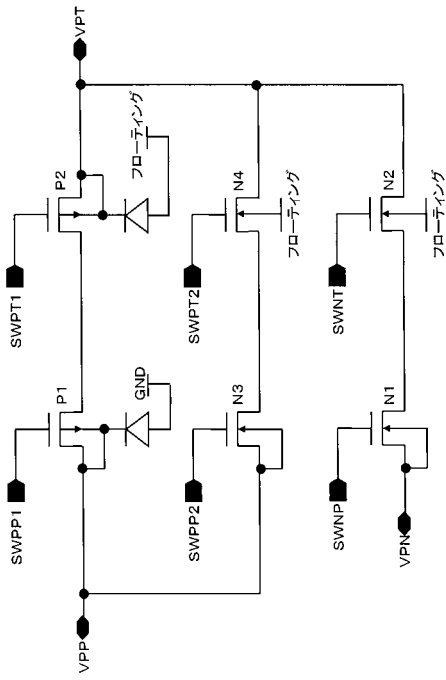 SWPP1
SWPT1
P1
P2
GND
フローティング
VPP
VPT
SWPP2
SWPT2
N3
N4
フローティング
SWNP
SWNT
N1
N2
フローティング
VPN